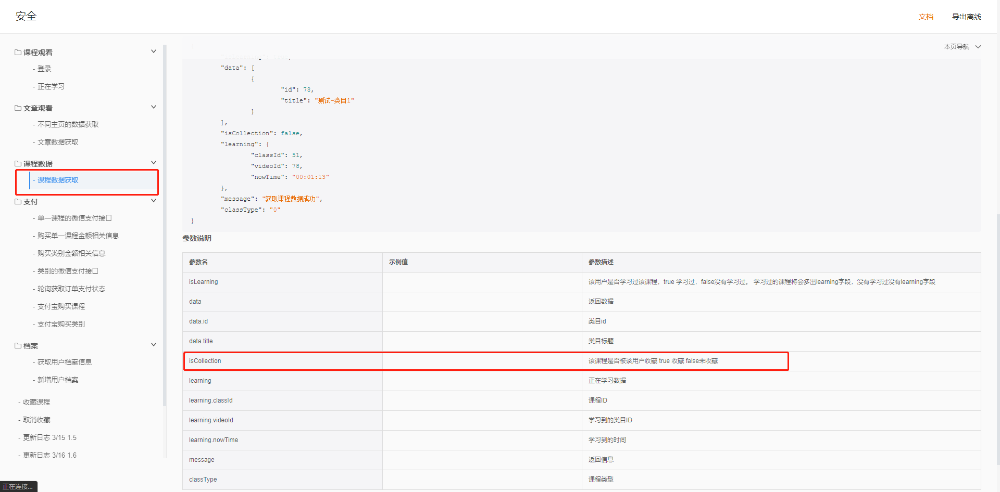 安全
文档
导出离线
课程观看
- 登录
- 正在学习
文章观看
- 不同主页的数据获取
- 文章数据获取
课程数据
- 课程数据获取
支付
- 单一课程的微信支付接口
- 购买单一课程金额相关信息
- 购买类别金额相关信息
- 类别的微信支付接口
- 轮询获取订单支付状态
- 支付宝购买课程
- 支付宝购买类别
档案
- 获取用户档案信息
- 新增用户档案
- 收藏课程
- 取消收藏
- 更新日志 3/15 1.5
- 更新日志 3/16 1.6
正在连接...
本页导航
"data": [
{
"id": 78,
"title": "测试-类目1"
}
],
"isCollection": false,
"learning": {
"classId": 51,
"videoId": 78,
"nowTime": "00:01:13"
},
"message": "获取课程数据成功",
"classType": "0"
}
参数说明
参数名 示例值 参数描述
isLearning 该用户是否学习过该课程，true 学习过，false没有学习过。 学习过的课程将会多出learning字段，没有学习过没有learning字段
data 返回数据
data.id 类目id
data.title 类目标题
isCollection 该课程是否被该用户收藏 true 收藏 false未收藏
learning 正在学习数据
learning.classId 课程ID
learning.videoId 学习到的类目ID
learning.nowTime 学习到的时间
message 返回信息
classType 课程类型